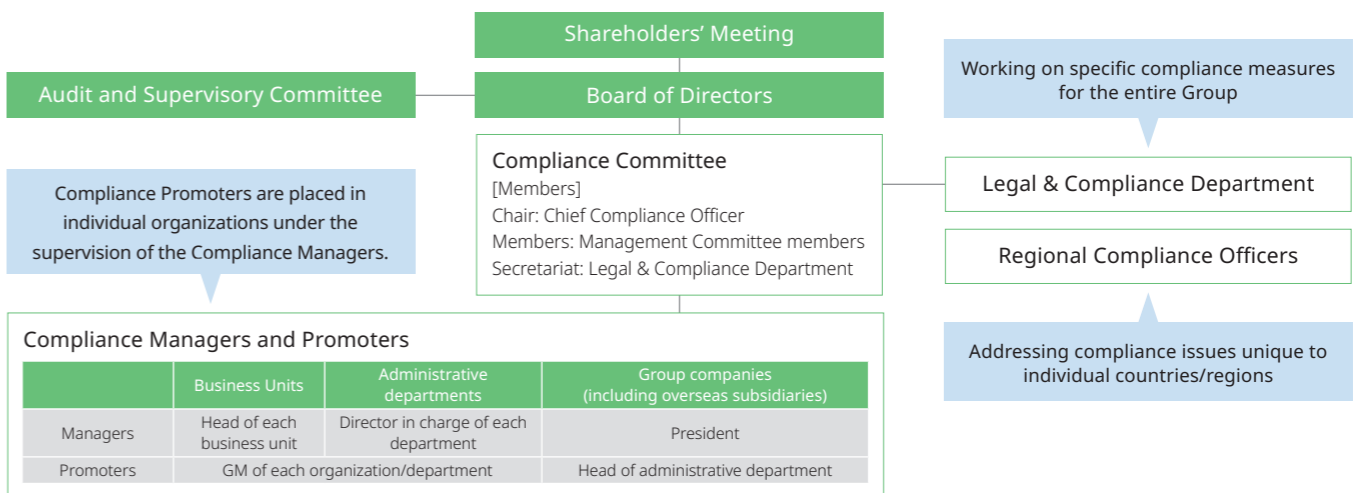 Shareholders’ Meeting
Audit and Supervisory Committee
Board of Directors
Working on specific compliance measures
for the entire Group
Compliance Committee
[Members]
Chair: Chief Compliance Officer
Members: Management Committee members
Secretariat: Legal & Compliance Department
Legal & Compliance Department
Regional Compliance Officers
Addressing compliance issues unique to
individual countries/regions
Compliance Promoters are placed in
individual organizations under the
supervision of the Compliance Managers.
Compliance Managers and Promoters
Business Units
Administrative
departments
Group companies
(including overseas subsidiaries)
Managers
Head of each
business unit
Director in charge of each
department
President
Promoters
GM of each organization/department
Head of administrative department